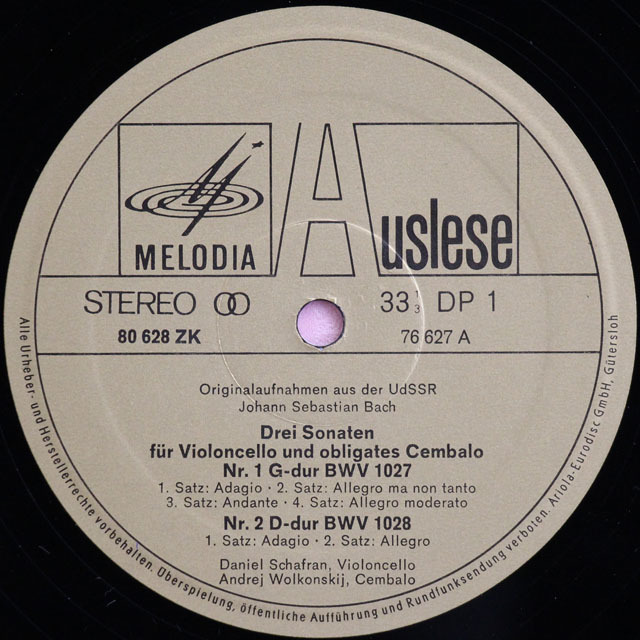 MELODIA
Auslese
STEREO
33 1/3 DP 1
80 628 ZK
76 627 A
Originalaufnahmen aus der UdSSR
Johann Sebastian Bach
Drei Sonaten
für Violoncello und obligates Cembalo
Nr. 1 G-dur BWV 1027
1. Satz: Adagio · 2. Satz: Allegro ma non tanto
3. Satz: Andante · 4. Satz: Allegro moderato
Nr. 2 D-dur BWV 1028
1. Satz: Adagio · 2. Satz: Allegro
Daniel Schafran, Violoncello
Andrej Wolkonskij, Cembalo
Alle Urheber- und Herstellerrechte vorbehalten. Überspielung, öffentliche Aufführung und Rundfunksendung verboten. Ariola-Eurodisc GmbH, Gütersloh